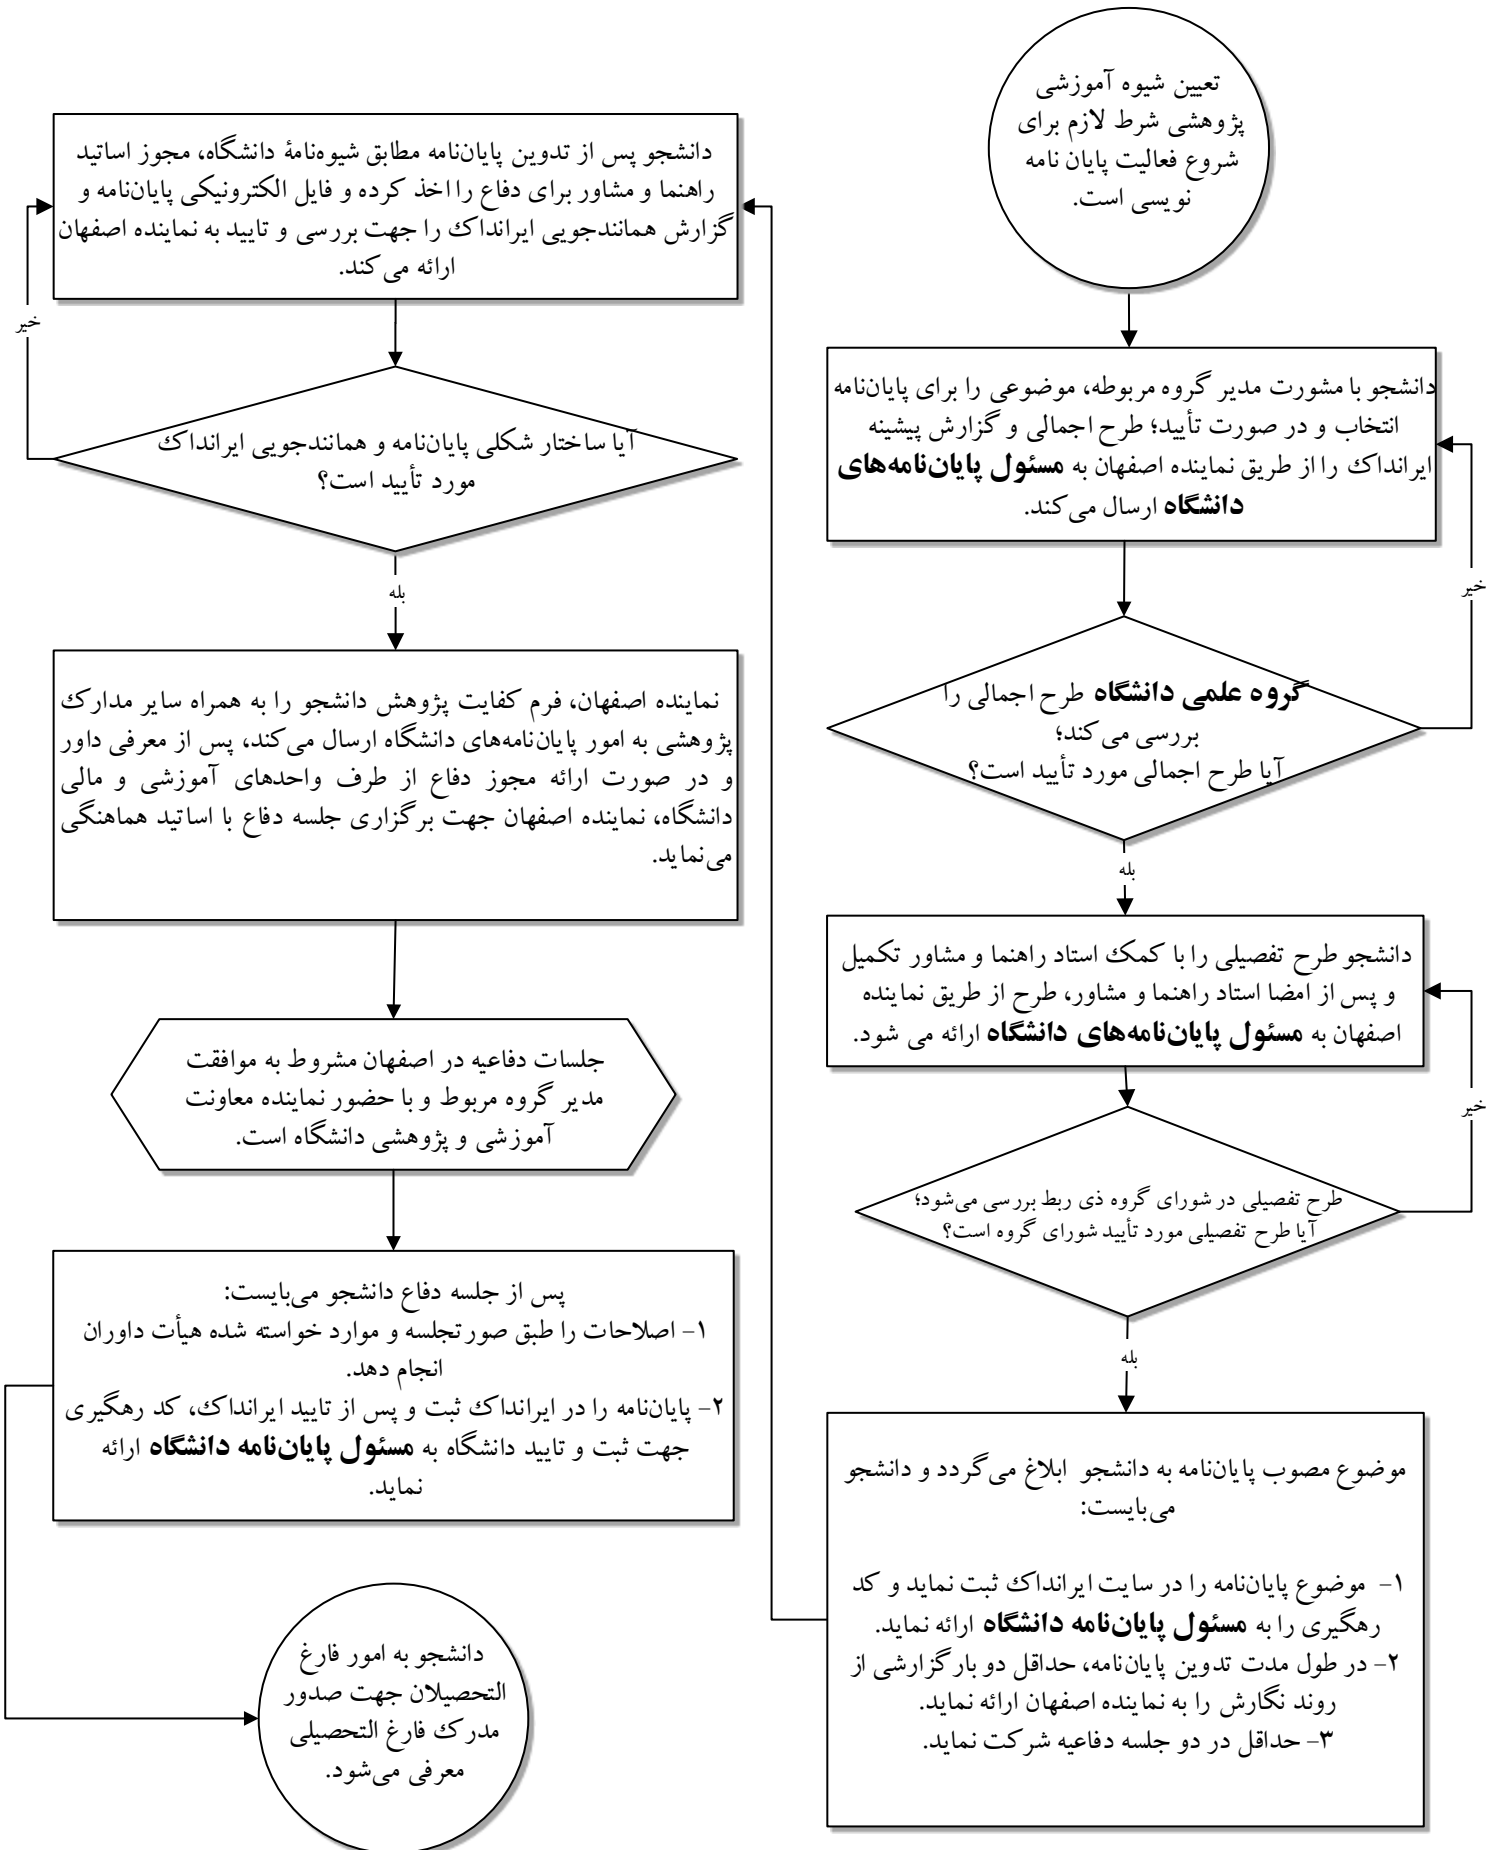 تعیین شیوه آموزشی
پژوهشی شرط لازم برای
شروع فعالیت پایان نامه
نویسی است.
دانشجو با مشورت مدیر گروه مربوطه، موضوعی را برای پایان‌نامه
انتخاب و در صورت تأیید؛ طرح اجمالی و گزارش پیشینه
ایرانداک را از طریق نماینده اصفهان به مسئول پایان‌نامه‌های
دانشگاه ارسال می‌کند.
خیر
گروه علمی دانشگاه طرح اجمالی را
بررسی می‌کند؛
آیا طرح اجمالی مورد تأیید است؟
بله
دانشجو طرح تفصیلی را با کمک استاد راهنما و مشاور تکمیل
و پس از امضا استاد راهنما و مشاور، طرح از طریق نماینده
اصفهان به مسئول پایان‌نامه‌های دانشگاه ارائه می شود.
خیر
طرح تفصیلی در شورای گروه ذی ربط بررسی می‌شود؛
آیا طرح تفصیلی مورد تأیید شورای گروه است؟
بله
موضوع مصوب پایان‌نامه به دانشجو ابلاغ می‌گردد و دانشجو
می‌بایست:
۱- موضوع پایان‌نامه را در سایت ایرانداک ثبت نماید و کد
رهگیری را به مسئول پایان‌نامه دانشگاه ارائه نماید.
۲- در طول مدت تدوین پایان‌نامه، حداقل دو بار گزارشی از
روند نگارش را به نماینده اصفهان ارائه نماید.
۳- حداقل در دو جلسه دفاعیه شرکت نماید.
دانشجو پس از تدوین پایان‌نامه مطابق شیوه‌نامهٔ دانشگاه، مجوز اساتید
راهنما و مشاور برای دفاع را اخذ کرده و فایل الکترونیکی پایان‌نامه و
گزارش همانندجویی ایرانداک را جهت بررسی و تایید به نماینده اصفهان
ارائه می‌کند.
خیر
آیا ساختار شکلی پایان‌نامه و همانندجویی ایرانداک
مورد تأیید است؟
بله
نماینده اصفهان، فرم کفایت پژوهش دانشجو را به همراه سایر مدارک
پژوهشی به امور پایان‌نامه‌های دانشگاه ارسال می‌کند، پس از معرفی داور
و در صورت ارائه مجوز دفاع از طرف واحدهای آموزشی و مالی
دانشگاه، نماینده اصفهان جهت برگزاری جلسه دفاع با اساتید هماهنگی
می‌نماید.
جلسات دفاعیه در اصفهان مشروط به موافقت
مدیر گروه مربوط و با حضور نماینده معاونت
آموزشی و پژوهشی دانشگاه است.
پس از جلسه دفاع دانشجو می‌بایست:
۱- اصلاحات را طبق صورتجلسه و موارد خواسته شده هیأت داوران
انجام دهد.
۲- پایان‌نامه را در ایرانداک ثبت و پس از تایید ایرانداک، کد رهگیری
جهت ثبت و تایید دانشگاه به مسئول پایان‌نامه دانشگاه ارائه
نماید.
دانشجو به امور فارغ
التحصیلان جهت صدور
مدرک فارغ التحصیلی
معرفی می‌شود.